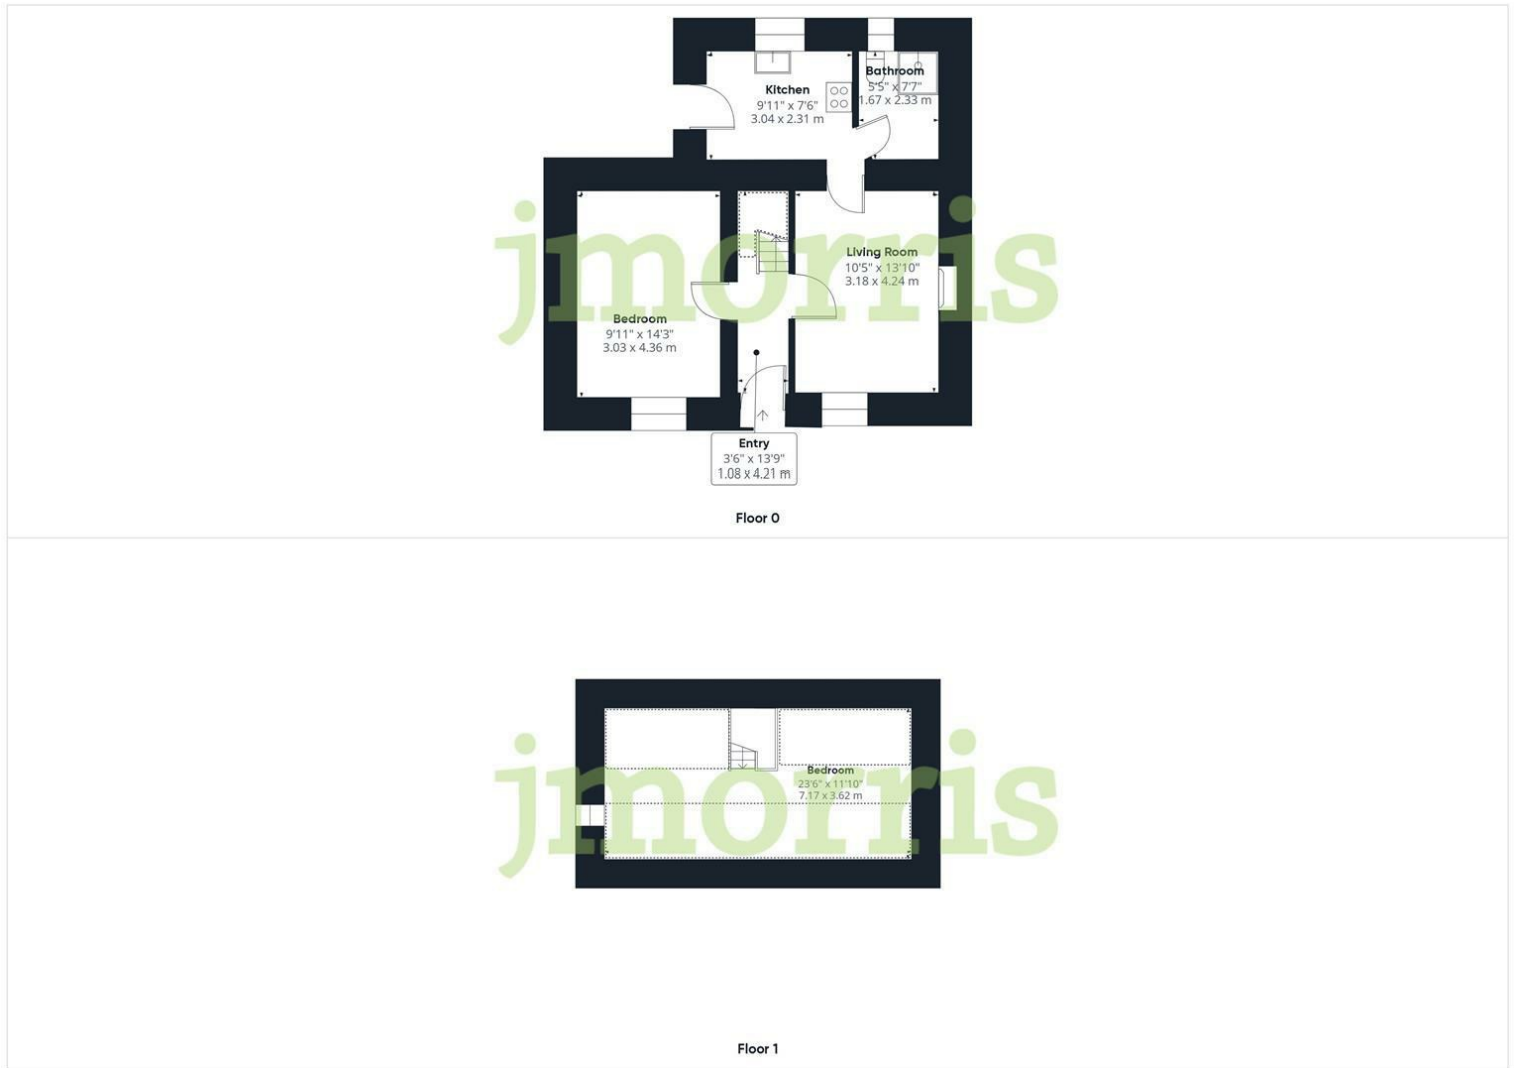 Kitchen
9'11" x 7'6"
3.04 x 2.31 m
Bathroom
5'5" x 7'7"
1.67 x 2.33 m
jmorris
Living Room
10'5" x 13'10"
3.18 x 4.24 m
Bedroom
9'11" x 14'3"
3.03 x 4.36 m
Entry
3'6" x 13'9"
1.08 x 4.21 m
Floor 0
jmorris
Bedroom
23'6" x 11'10"
7.17 x 3.62 m
Floor 1